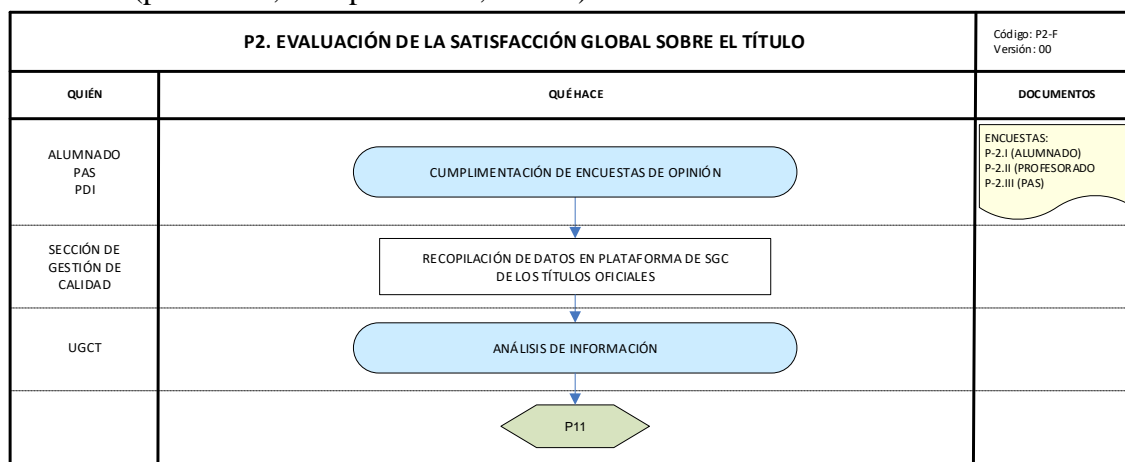 P2. EVALUACIÓN DE LA SATISFACCIÓN GLOBAL SOBRE EL TÍTULO
Código: P2-F
Versión: 00
QUIÉN
QUÉ HACE
DOCUMENTOS
ALUMNADO
PAS
PDI
CUMPLIMENTACIÓN DE ENCUESTAS DE OPINIÓN
ENCUESTAS:
P-2.I (ALUMNADO)
P-2.II (PROFESORADO
P-2.III (PAS)
SECCIÓN DE
GESTIÓN DE
CALIDAD
RECOPILACIÓN DE DATOS EN PLATAFORMA DE SGC
DE LOS TÍTULOS OFICIALES
UGCT
ANÁLISIS DE INFORMACIÓN
P11